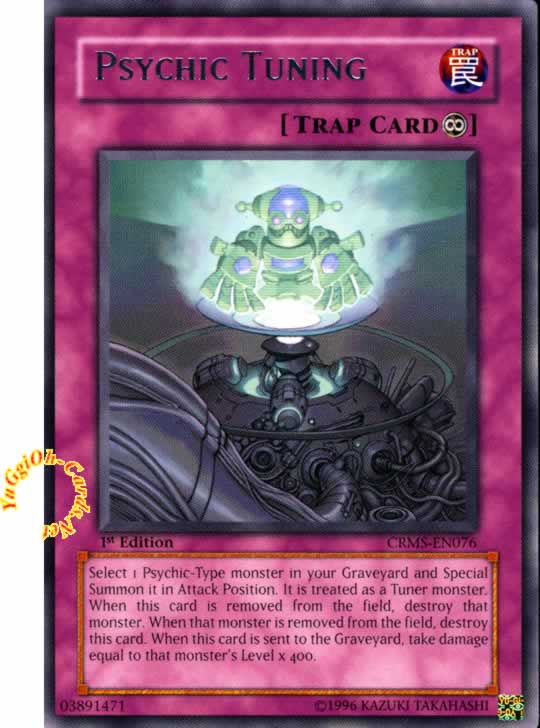 PSYCHIC TUNING
TRAP
罠
[TRAP CARD∞]
YuGgiOh-Cards.Net
1st Edition
CRMS-EN076
Select 1 Psychic-Type monster in your Graveyard and Special
Summon it in Attack Position. It is treated as a Tuner monster.
When this card is removed from the field, destroy that
monster. When that monster is removed from the field, destroy
this card. When this card is sent to the Graveyard, take damage
equal to that monster's Level x 400.
03891471
©1996 KAZUKI TAKAHASHI